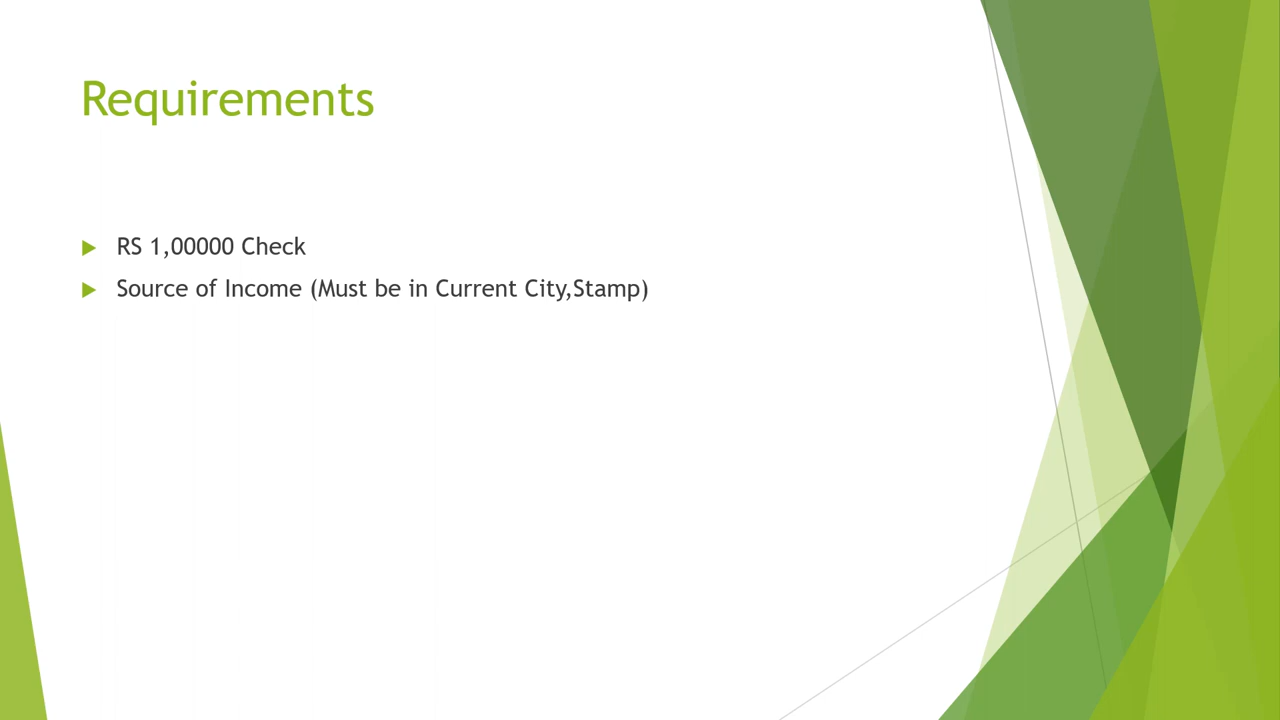 Requirements
RS 1,00000 Check
Source of Income (Must be in Current City,Stamp)